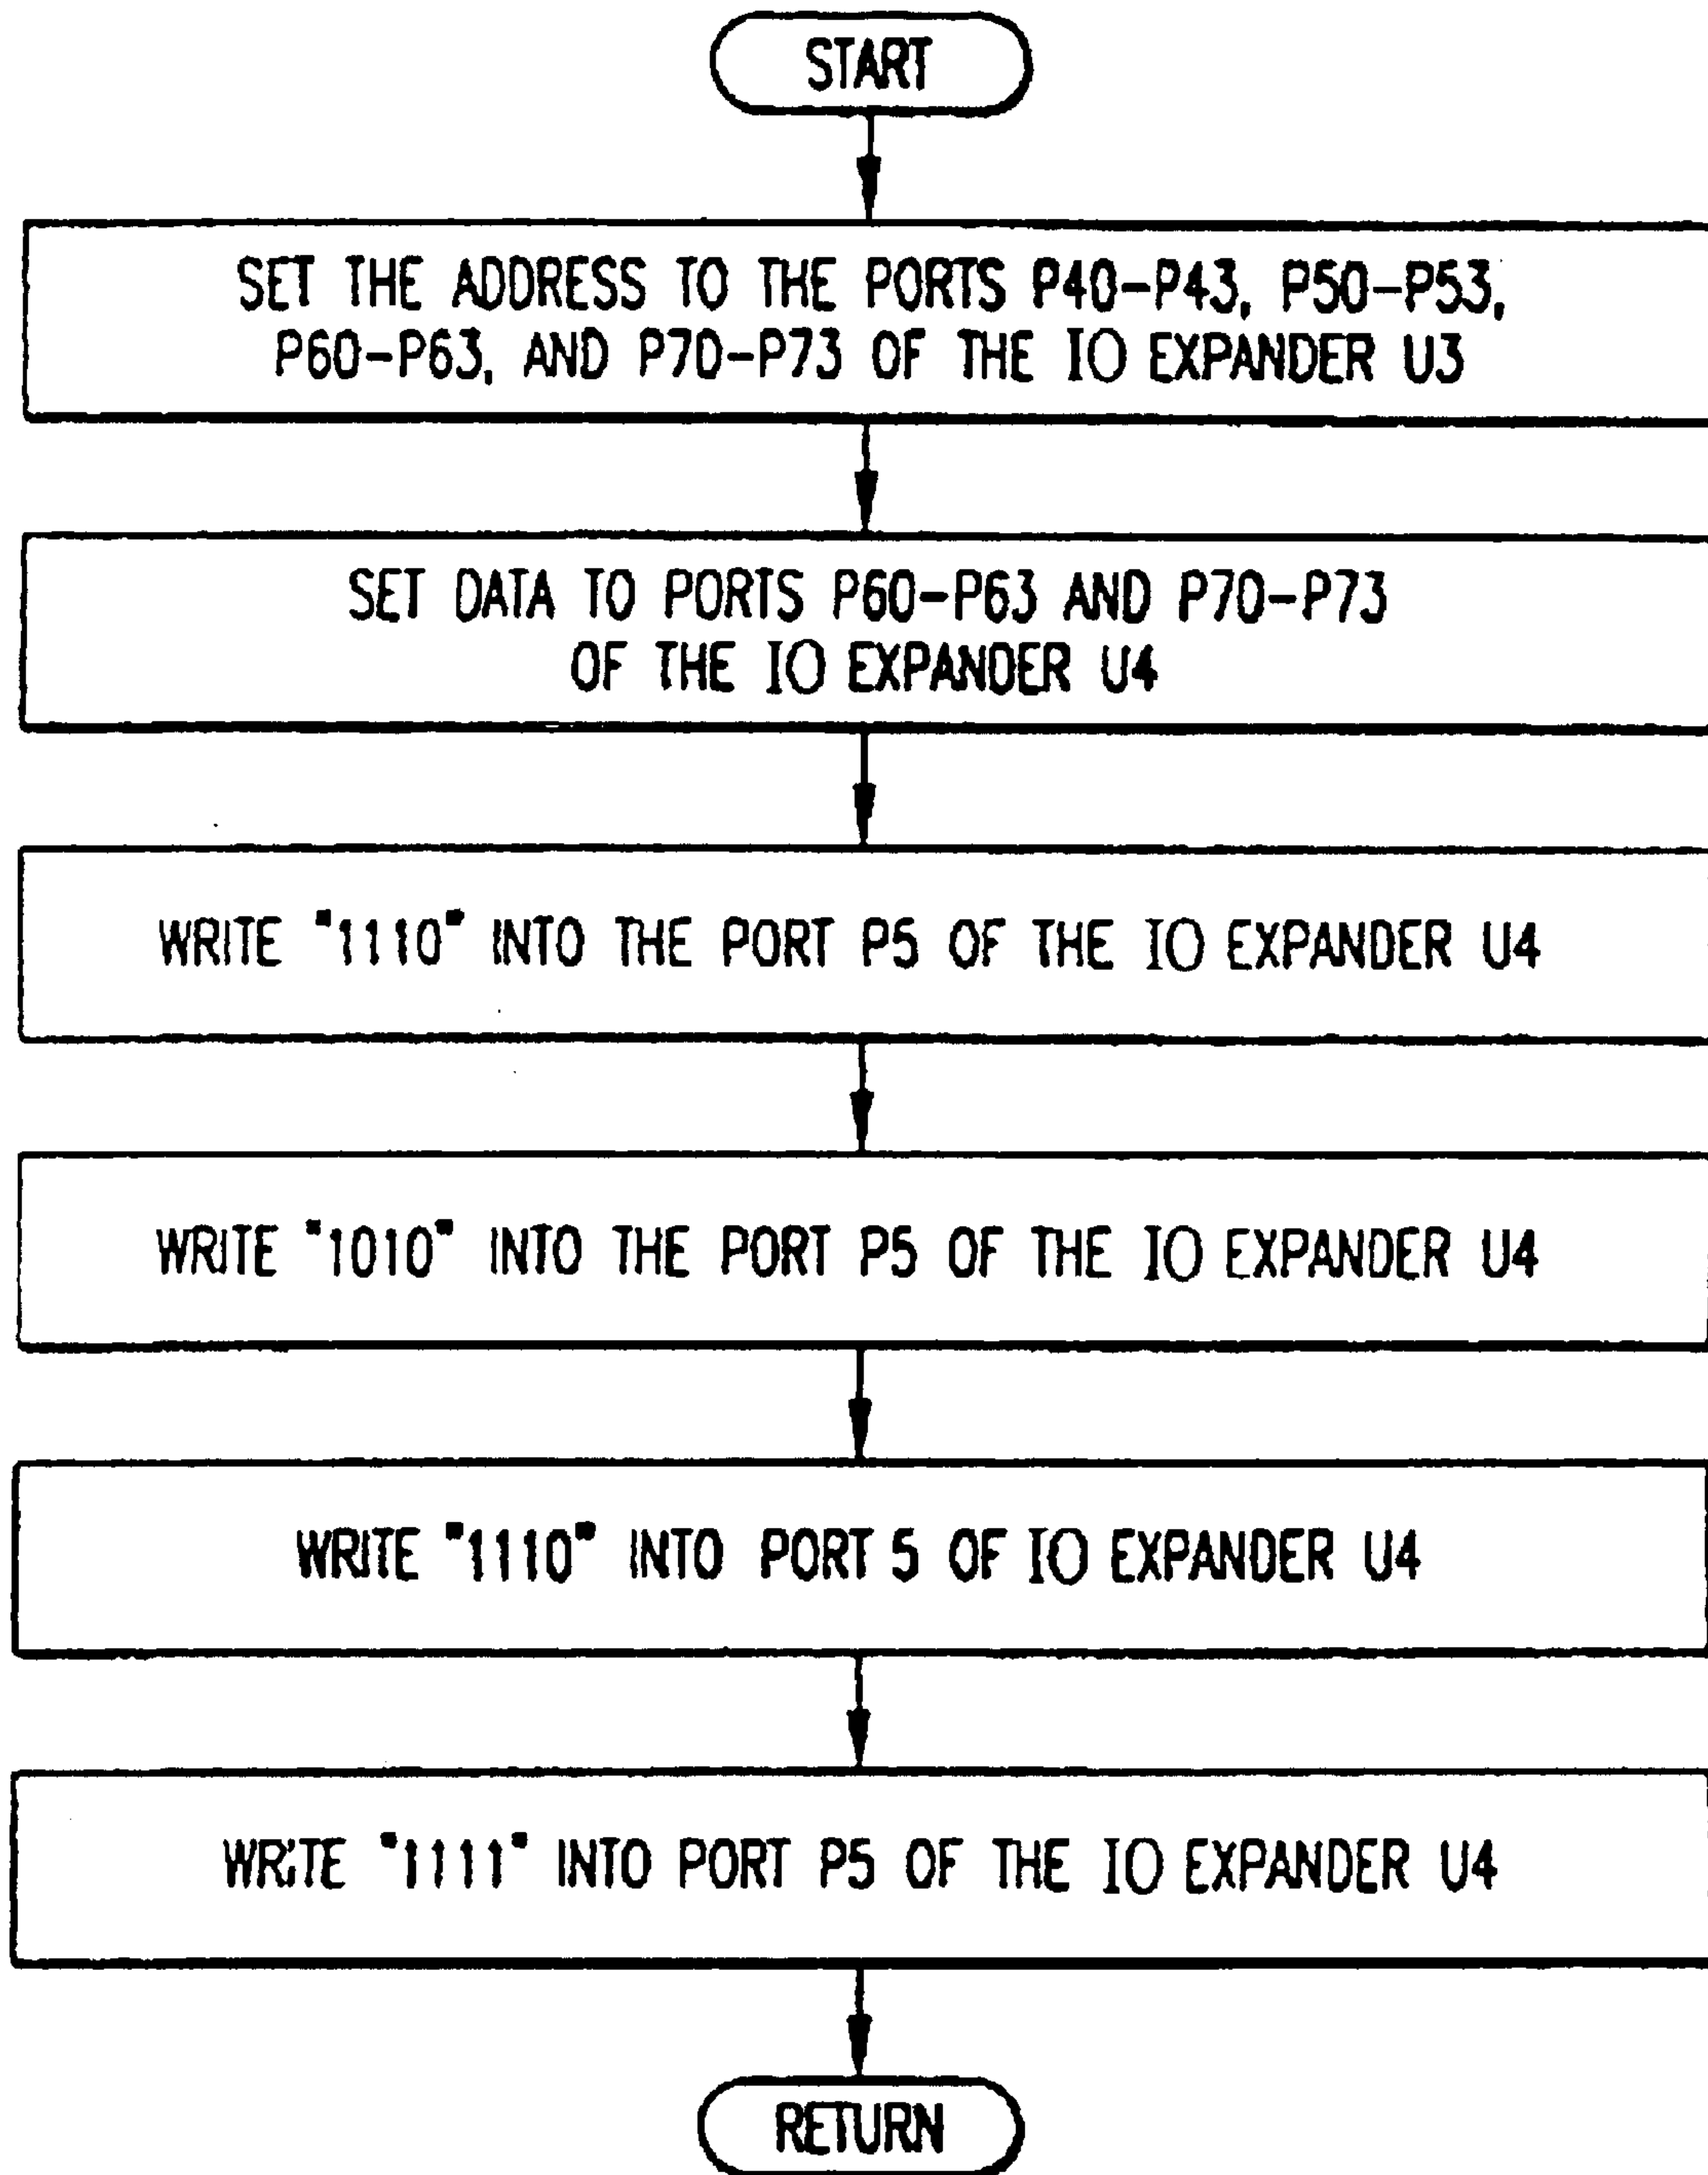 START
SET THE ADDRESS TO THE PORTS P40-P43, P50-P53,
P60-P63, AND P70-P73 OF THE IO EXPANDER U3
SET DATA TO PORTS P60-P63 AND P70-P73
OF THE IO EXPANDER U4
WRITE "1110" INTO THE PORT P5 OF THE IO EXPANDER U4
WRITE "1010" INTO THE PORT P5 OF THE IO EXPANDER U4
WRITE "1110" INTO PORT 5 OF IO EXPANDER U4
WRITE "1111" INTO PORT P5 OF THE IO EXPANDER U4
RETURN